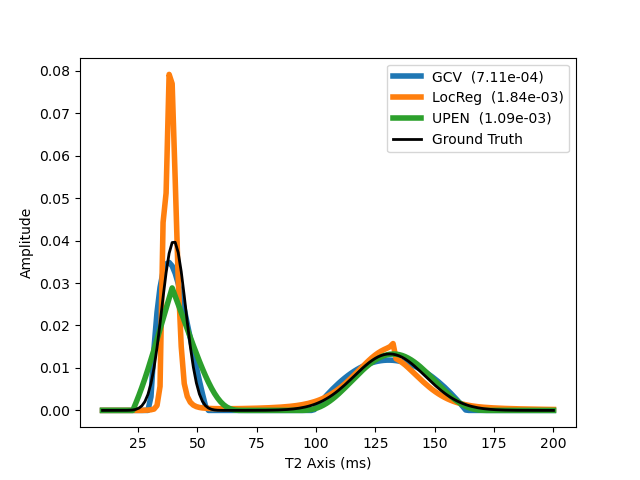 GCV (7.11e-04)
LocReg (1.84e-03)
UPEN (1.09e-03)
Ground Truth
Amplitude
0.08
0.07
0.06
0.05
0.04
0.03
0.02
0.01
0.00
25 50 75 100 125 150 175 200
T2 Axis (ms)